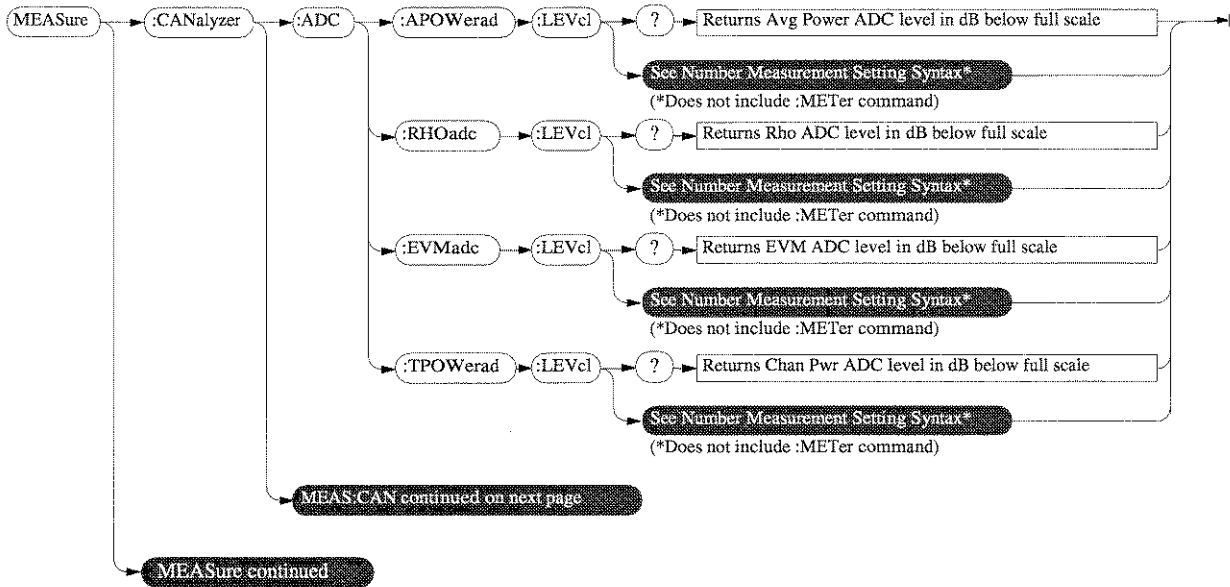 MEASure :CANalyzer :ADC :APOWerad :LEVel ? Returns Avg Power ADC level in dB below full scale
See Number Measurement Setting Syntax*
(*Does not include :METer command)
:RHOadc :LEVel ? Returns Rho ADC level in dB below full scale
See Number Measurement Setting Syntax*
(*Does not include :METer command)
:EVMadc :LEVel ? Returns EVM ADC level in dB below full scale
See Number Measurement Setting Syntax*
(*Does not include :METer command)
:TPOWerad :LEVel ? Returns Chan Pwr ADC level in dB below full scale
See Number Measurement Setting Syntax*
(*Does not include :METer command)
MEAS:CAN continued on next page
MEASure continued